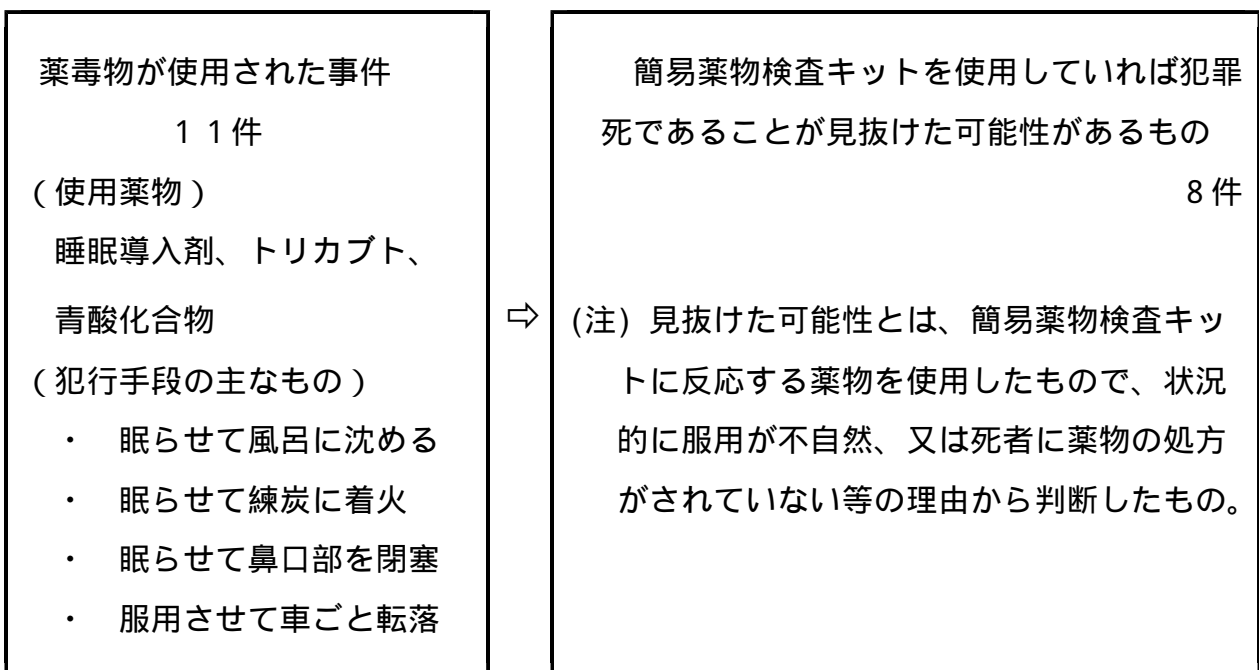 薬毒物が使用された事件
１１件
（使用薬物）
睡眠導入剤、トリカブト、
青酸化合物
（犯行手段の主なもの）
・　眠らせて風呂に沈める
・　眠らせて練炭に着火
・　眠らせて鼻口部を閉塞
・　服用させて車ごと転落
⇨
簡易薬物検査キットを使用していれば犯罪
死であることが見抜けた可能性があるもの
８件
(注) 見抜けた可能性とは、簡易薬物検査キッ
トに反応する薬物を使用したもので、状況
的に服用が不自然、又は死者に薬物の処方
がされていない等の理由から判断したもの。